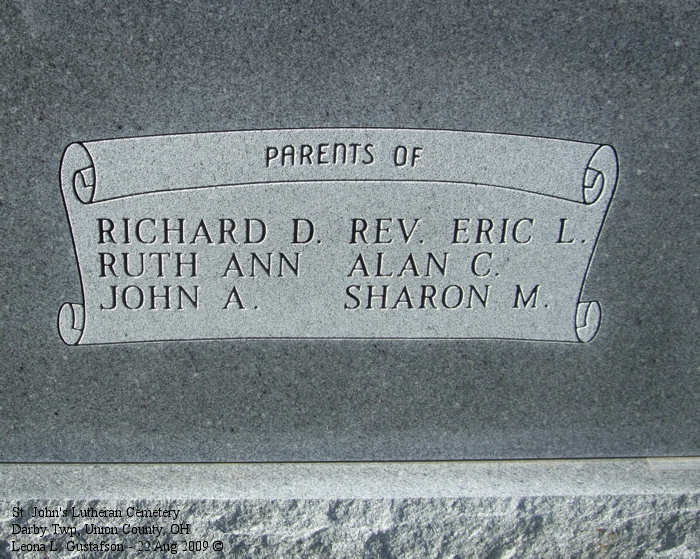 PARENTS OF
RICHARD D. REV. ERIC L.
RUTH ANN ALAN C.
JOHN A. SHARON M.
St. John's Lutheran Cemetery
Darby Twp, Union County, OH
Leona L. Gustafson - 22 Aug 2009 ©